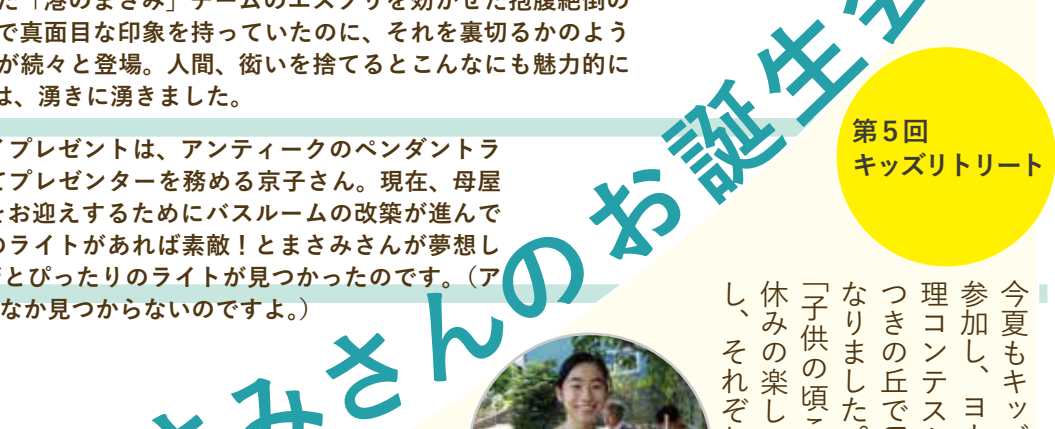 た「港のまさみ」チームのエスプリを効かせた抱腹絶倒の
で真面目な印象を持っていたのに、それを裏切るかのよう
が続々と登場。人間、衒いを捨てるとこんなにも魅力的に
は、湧きに湧きました。
プレゼントは、アンティークのペンダントラ
てプレゼンターを務める京子さん。現在、母屋
をお迎えするためにバスルームの改築が進んで
のライトがあれば素敵！とまさみさんが夢想し
とぴったりのライトが見つかったのです。（ア
なか見つからないのですよ。）
さみさんのお誕生会
第5回
キッズリトリート
今夏もキッズ
参加し、ヨ
理コンテス
つきの丘で
なりました。
「子供の頃
休みの楽し
し、それぞれ